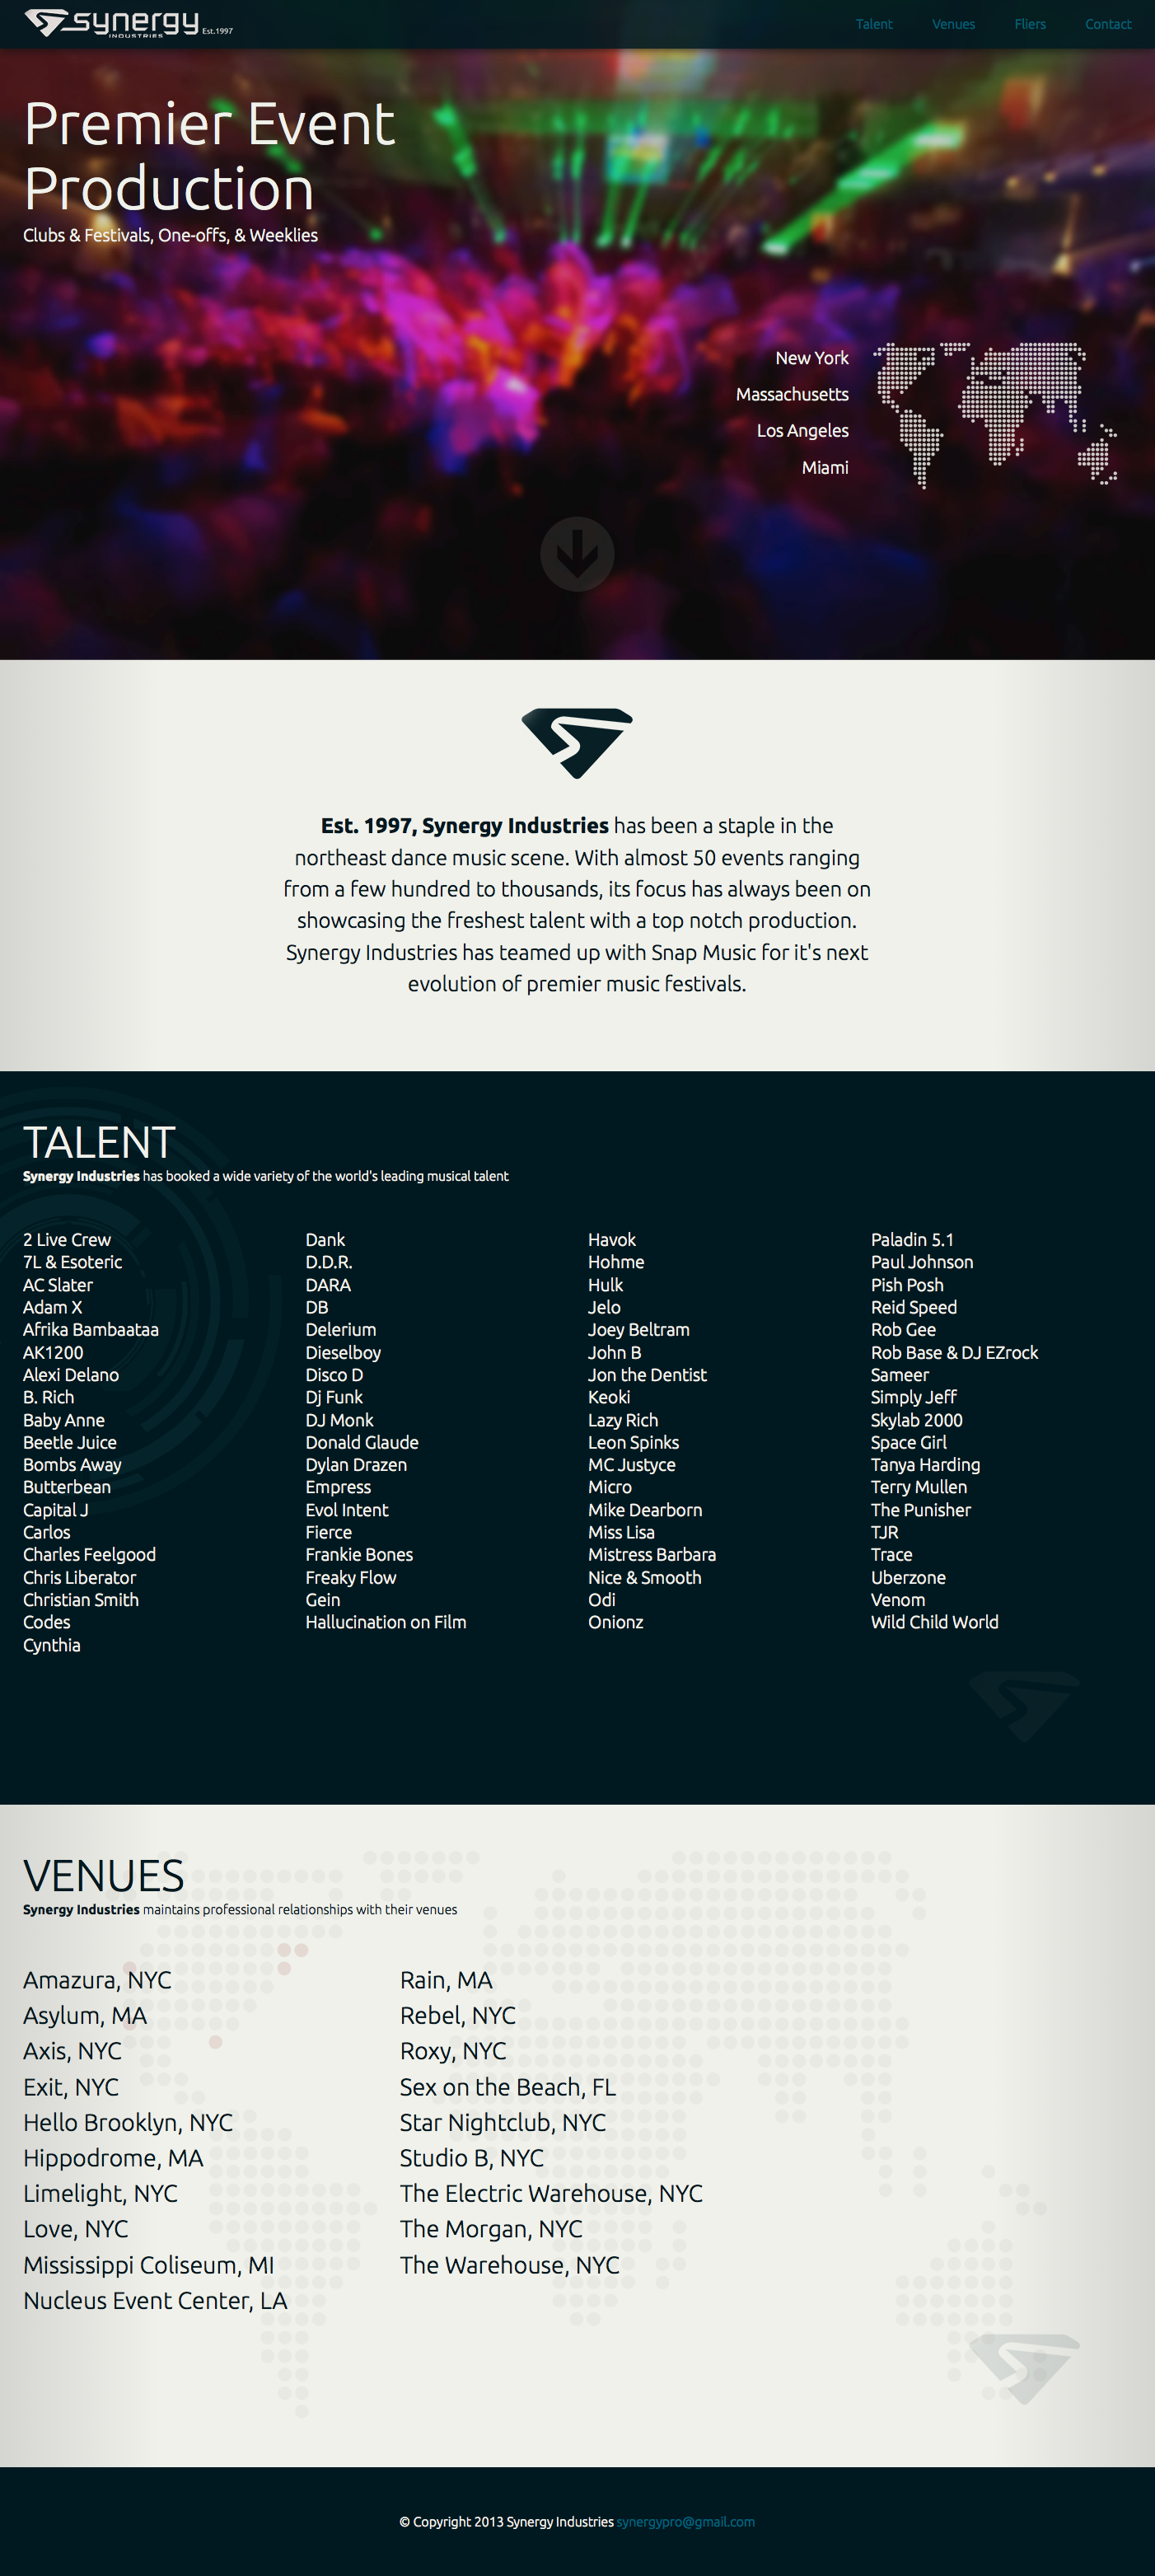 synergy
INDUSTRIES Est.1997
Talent Venues Fliers Contact
Premier Event
Production
Clubs & Festivals, One-offs, & Weeklies
New York
Massachusetts
Los Angeles
Miami
Est. 1997, Synergy Industries has been a staple in the
northeast dance music scene. With almost 50 events ranging
from a few hundred to thousands, its focus has always been on
showcasing the freshest talent with a top notch production.
Synergy Industries has teamed up with Snap Music for it's next
evolution of premier music festivals.
TALENT
Synergy Industries has booked a wide variety of the world's leading musical talent
2 Live Crew
7L & Esoteric
AC Slater
Adam X
Afrika Bambaataa
AK1200
Alexi Delano
B. Rich
Baby Anne
Beetle Juice
Bombs Away
Butterbean
Capital J
Carlos
Charles Feelgood
Chris Liberator
Christian Smith
Codes
Cynthia
Dank
D.D.R.
DARA
DB
Delerium
Dieselboy
Disco D
Dj Funk
DJ Monk
Donald Glaude
Dylan Drazen
Empress
Evol Intent
Fierce
Frankie Bones
Freaky Flow
Gein
Hallucination on Film
Havok
Hohme
Hulk
Jelo
Joey Beltram
John B
Jon the Dentist
Keoki
Lazy Rich
Leon Spinks
MC Justyce
Micro
Mike Dearborn
Miss Lisa
Mistress Barbara
Nice & Smooth
Odi
Onionz
Paladin 5.1
Paul Johnson
Pish Posh
Reid Speed
Rob Gee
Rob Base & DJ EZrock
Sameer
Simply Jeff
Skylab 2000
Space Girl
Tanya Harding
Terry Mullen
The Punisher
TJR
Trace
Uberzone
Venom
Wild Child World
VENUES
Synergy Industries maintains professional relationships with their venues
Amazura, NYC
Asylum, MA
Axis, NYC
Exit, NYC
Hello Brooklyn, NYC
Hippodrome, MA
Limelight, NYC
Love, NYC
Mississippi Coliseum, MI
Nucleus Event Center, LA
Rain, MA
Rebel, NYC
Roxy, NYC
Sex on the Beach, FL
Star Nightclub, NYC
Studio B, NYC
The Electric Warehouse, NYC
The Morgan, NYC
The Warehouse, NYC
© Copyright 2013 Synergy Industries synergypro@gmail.com